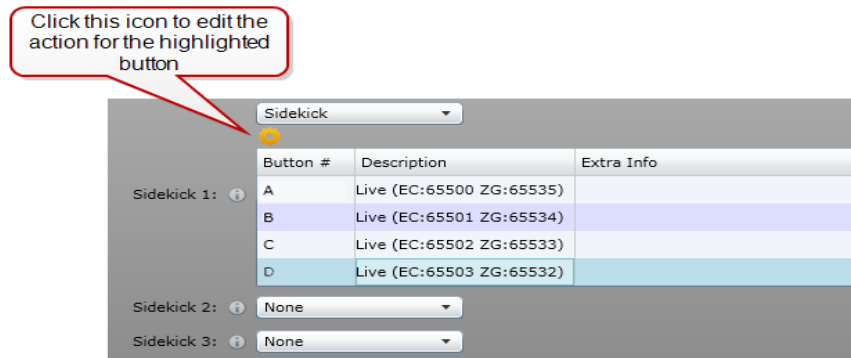 Click this icon to edit the
action for the highlighted
button
Sidekick
Button # Description Extra Info
Sidekick 1: A Live (EC:65500 ZG:65535)
B Live (EC:65501 ZG:65534)
C Live (EC:65502 ZG:65533)
D Live (EC:65503 ZG:65532)
Sidekick 2: None
Sidekick 3: None